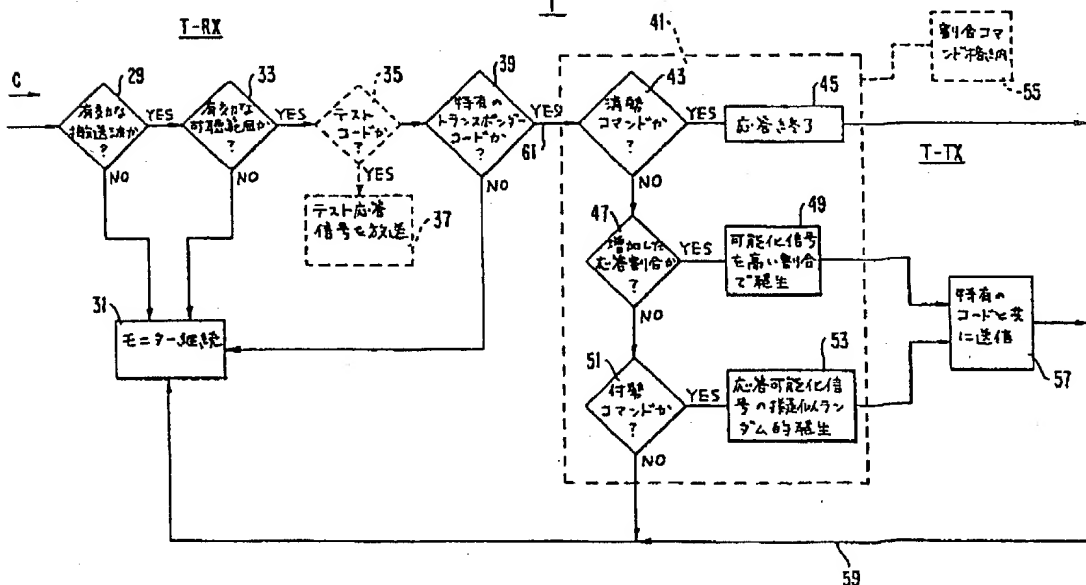 T-RX
C
29
有効な
搬送波か
?
YES
NO
33
有効な
可聴範囲か
?
YES
NO
35
テスト
コードか
?
YES
テスト応答
信号を放送
37
39
特有の
トランスポンダー
コードか
?
YES
61
NO
31
モニター継続
41
43
消勢
コマンドか
?
YES
NO
45
応答を終了
割合コマ
ンド格納
55
T-TX
47
増加した
応答割合か
?
YES
NO
49
可能化信号
を高い割合
で発生
51
付勢
コマンドか
?
YES
NO
53
応答可能化信
号の擬似ラン
ダム的発生
特有の
コードと共
に送信
57
59